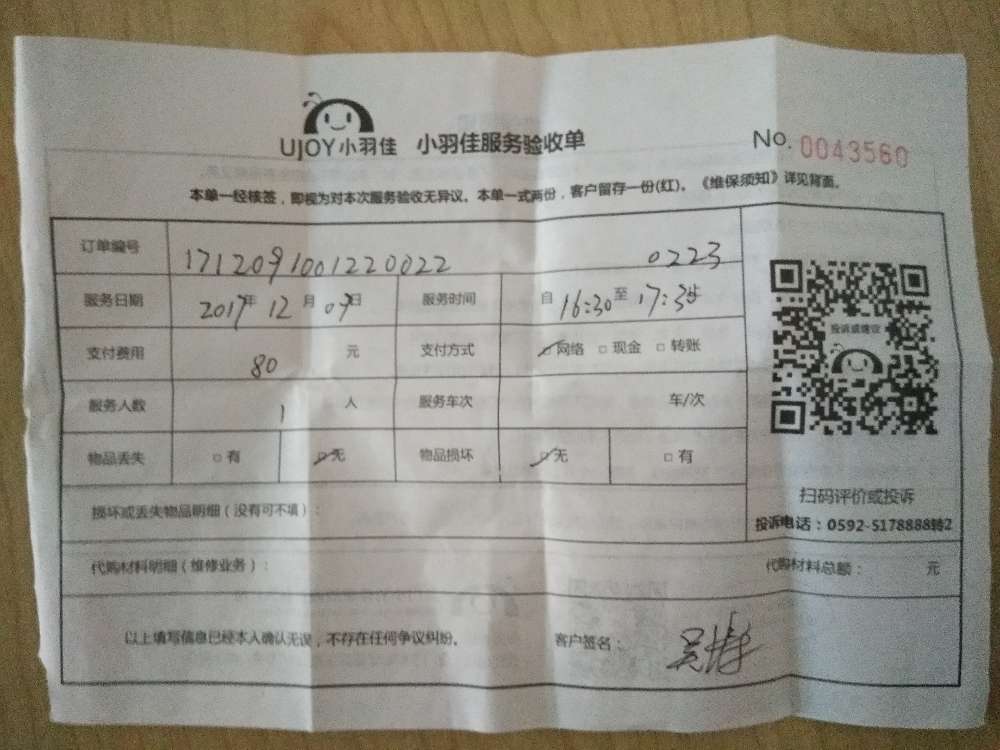 UJOY小羽佳 小羽佳服务验收单 No. 0043560
本单一经核签，即视为对本次服务验收无异议。本单一式两份，客户留存一份(红)。《维保须知》详见背面。
订单编号 1712091001220022 0223
服务日期 2017年 12月 09日 服务时间 自 16:30 至 17:35
支付费用 80 元 支付方式 网络 □ 现金 □ 转账
服务人数 1 人 服务车次 车/次
物品丢失 □ 有 无 物品损坏 无 □ 有
投诉或建议
扫码评价或投诉
损坏或丢失物品明细（没有可不填）：
投诉电话：0592-5178888转2
代购材料明细（维修业务）： 代购材料总额： 元
以上填写信息已经本人确认无误，不存在任何争议纠纷。 客户签名： 吴